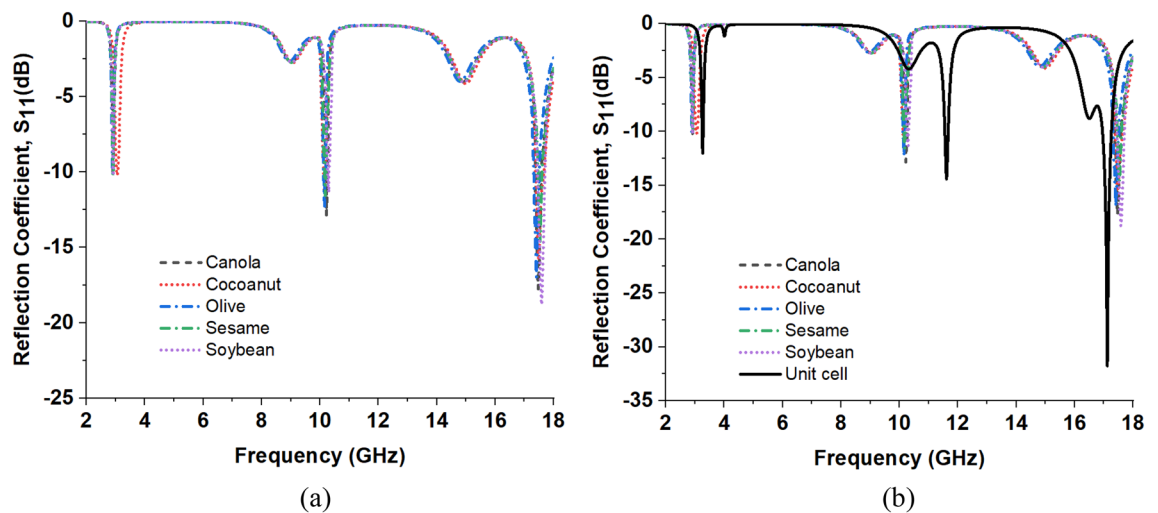 0
-5
-10
-15
-20
-25
Reflection Coefficient, S11(dB)
Canola
Cocoanut
Olive
Sesame
Soybean
2 4 6 8 10 12 14 16 18
Frequency (GHz)
(a)
0
-5
-10
-15
-20
-25
-30
-35
Reflection Coefficient, S11(dB)
Canola
Cocoanut
Olive
Sesame
Soybean
Unit cell
2 4 6 8 10 12 14 16 18
Frequency (GHz)
(b)